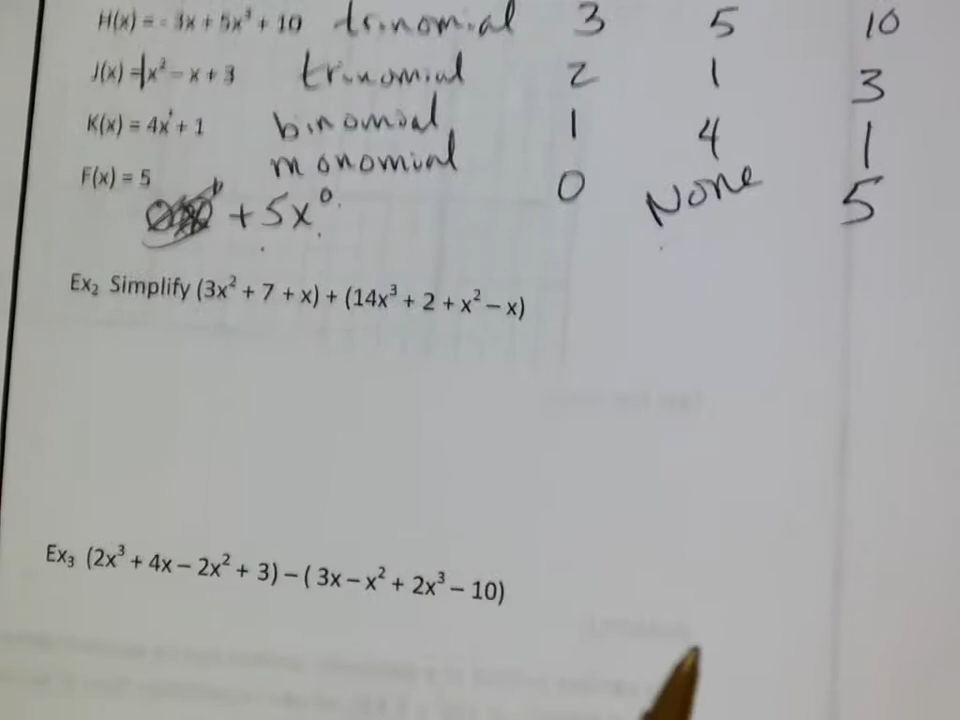 H(x) = - 3x + 5x³ + 10 trinomial 3 5 10
J(x) = 1x² - x + 3 trinomial 2 1 3
K(x) = 4x¹ + 1 binomial 1 4 1
F(x) = 5 monomial 0 None 5
+ 5x⁰
Ex₂ Simplify (3x² + 7 + x) + (14x³ + 2 + x² – x)
Ex₃ (2x³ + 4x – 2x² + 3) – ( 3x – x² + 2x³ – 10)